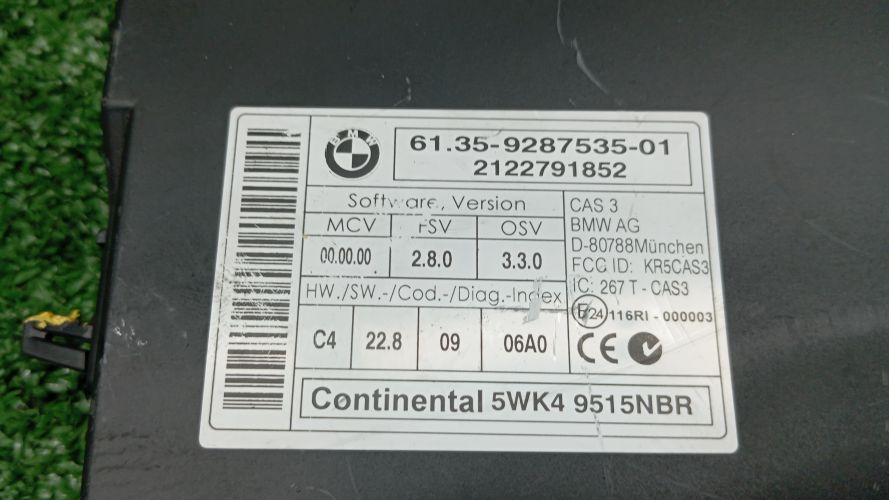 BMW
61.35-9287535-01
2122791852
Software, Version
MCV FSV OSV
00.00.00 2.8.0 3.3.0
HW./SW.-/Cod.-/Diag.-Index
C4 22.8 09 06A0
CAS 3
BMW AG
D-80788München
FCC ID: KR5CAS3
IC: 267 T - CAS3
E24 116RI - 000003
CE
Continental 5WK4 9515NBR